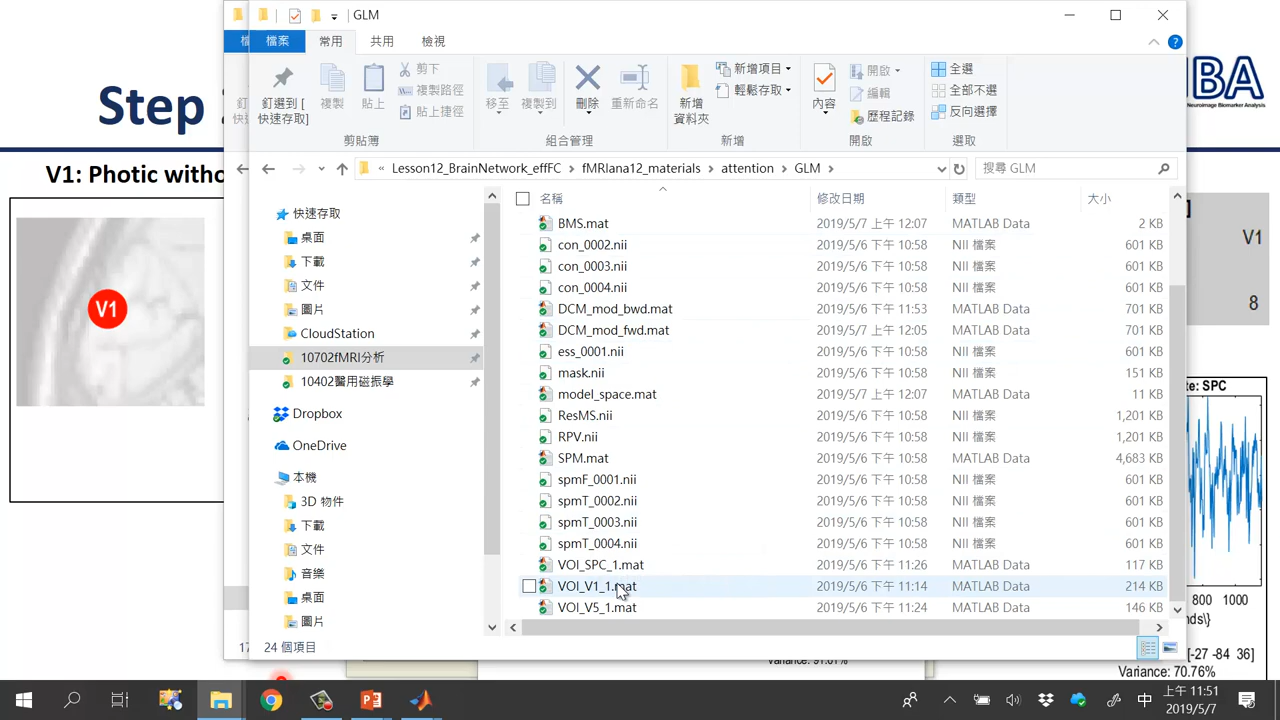 GLM
檔案 常用 共用 檢視
釘選到 [
快速存取]
複製
貼上
剪下
複製路徑
貼上捷徑
剪貼簿
移至
複製到
刪除
重新命名
組合管理
新增
資料夾
新增項目
輕鬆存取
新增
內容
開啟
編輯
歷程記錄
開啟
全選
全部不選
反向選擇
選取
« Lesson12_BrainNetwork_effFC › fMRIana12_materials › attention › GLM ›
搜尋 GLM
快速存取
桌面
下載
文件
圖片
CloudStation
10702fMRI分析
10402醫用磁振學
Dropbox
OneDrive
本機
3D 物件
下載
文件
音樂
桌面
圖片
名稱 修改日期 類型 大小
BMS.mat 2019/5/7 上午 12:07 MATLAB Data 2 KB
con_0002.nii 2019/5/6 下午 10:58 NII 檔案 601 KB
con_0003.nii 2019/5/6 下午 10:58 NII 檔案 601 KB
con_0004.nii 2019/5/6 下午 10:58 NII 檔案 601 KB
DCM_mod_bwd.mat 2019/5/6 下午 11:53 MATLAB Data 701 KB
DCM_mod_fwd.mat 2019/5/7 上午 12:05 MATLAB Data 701 KB
ess_0001.nii 2019/5/6 下午 10:58 NII 檔案 601 KB
mask.nii 2019/5/6 下午 10:58 NII 檔案 151 KB
model_space.mat 2019/5/7 上午 12:07 MATLAB Data 11 KB
ResMS.nii 2019/5/6 下午 10:58 NII 檔案 1,201 KB
RPV.nii 2019/5/6 下午 10:58 NII 檔案 1,201 KB
SPM.mat 2019/5/6 下午 10:58 MATLAB Data 4,683 KB
spmF_0001.nii 2019/5/6 下午 10:58 NII 檔案 601 KB
spmT_0002.nii 2019/5/6 下午 10:58 NII 檔案 601 KB
spmT_0003.nii 2019/5/6 下午 10:58 NII 檔案 601 KB
spmT_0004.nii 2019/5/6 下午 10:58 NII 檔案 601 KB
VOI_SPC_1.mat 2019/5/6 下午 11:26 MATLAB Data 117 KB
VOI_V1_1.mat 2019/5/6 下午 11:14 MATLAB Data 214 KB
VOI_V5_1.mat 2019/5/6 下午 11:24 MATLAB Data 146 KB
24 個項目
Step
V1: Photic witho
V1
Neuroimage Biomarker Analysis
V1
8
te: SPC
800 1000
nds\}
[-27 -84 36]
Variance: 70.76%
中
上午 11:51
2019/5/7